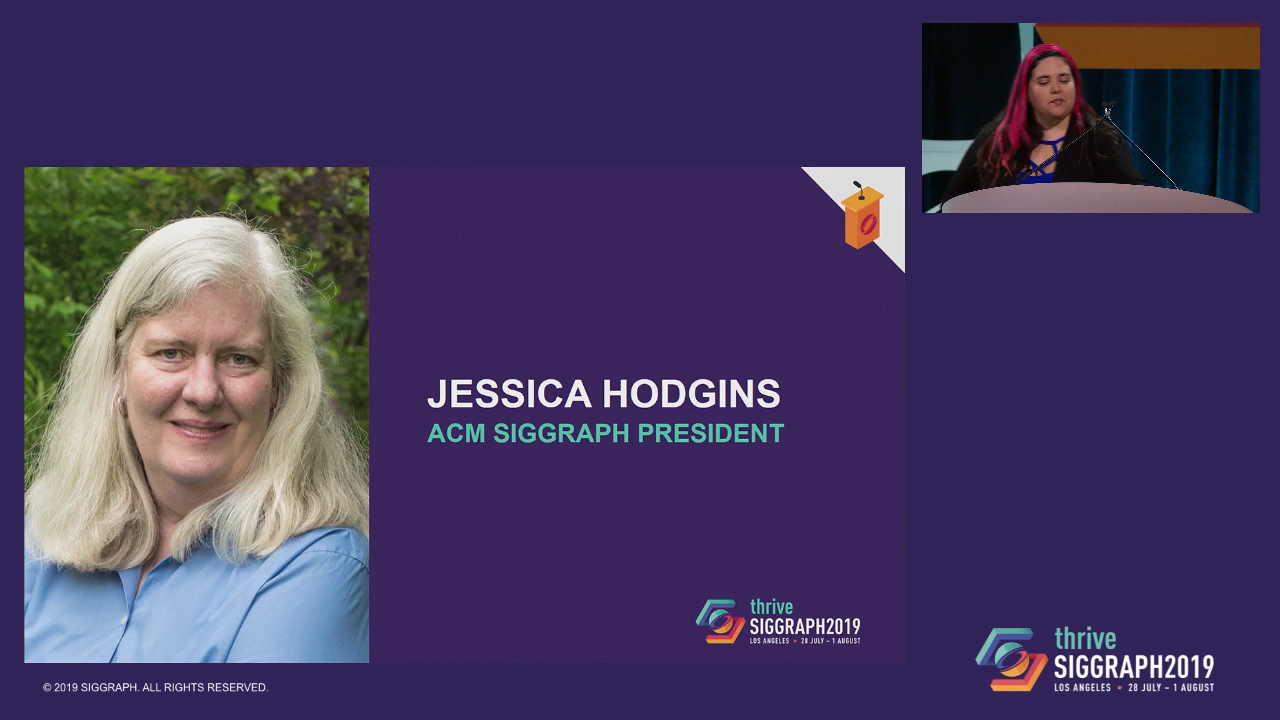 JESSICA HODGINS
ACM SIGGRAPH PRESIDENT
thrive
SIGGRAPH2019
LOS ANGELES • 28 JULY – 1 AUGUST
© 2019 SIGGRAPH. ALL RIGHTS RESERVED.
thrive
SIGGRAPH2019
LOS ANGELES • 28 JULY – 1 AUGUST